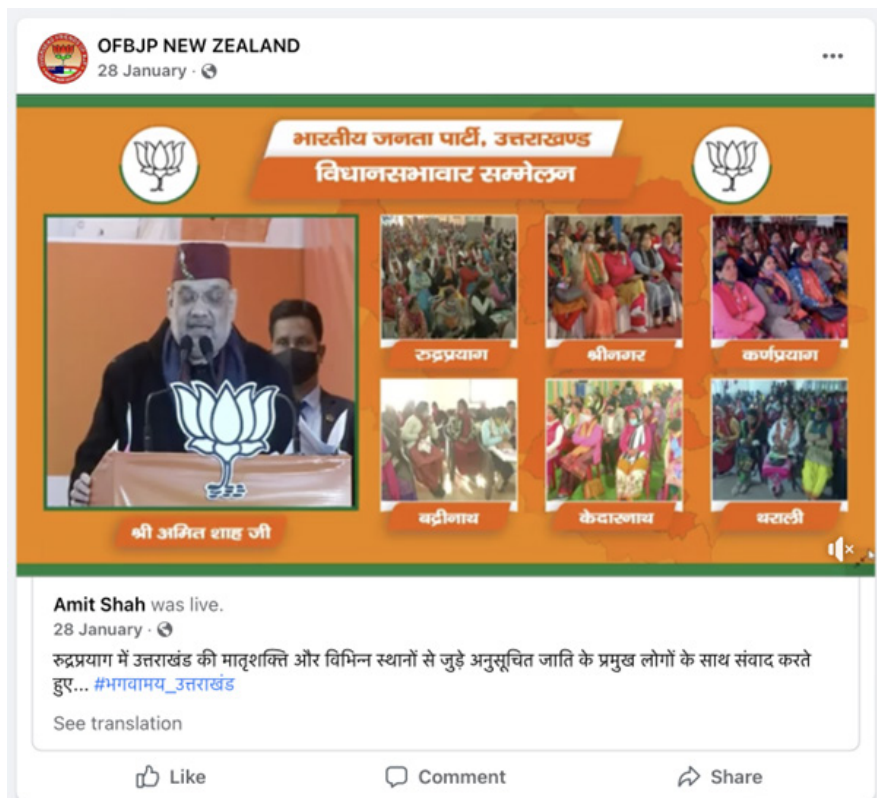 OFBJP NEW ZEALAND
28 January ·
भारतीय जनता पार्टी, उत्तराखण्ड
विधानसभावार सम्मेलन
रुद्रप्रयाग
श्रीनगर
कर्णप्रयाग
बद्रीनाथ
केदारनाथ
थराली
श्री अमित शाह जी
Amit Shah was live.
28 January ·
रुद्रप्रयाग में उत्तराखंड की मातृशक्ति और विभिन्न स्थानों से जुड़े अनुसूचित जाति के प्रमुख लोगों के साथ संवाद करते
हुए... #भगवामय_उत्तराखंड
See translation
Like
Comment
Share